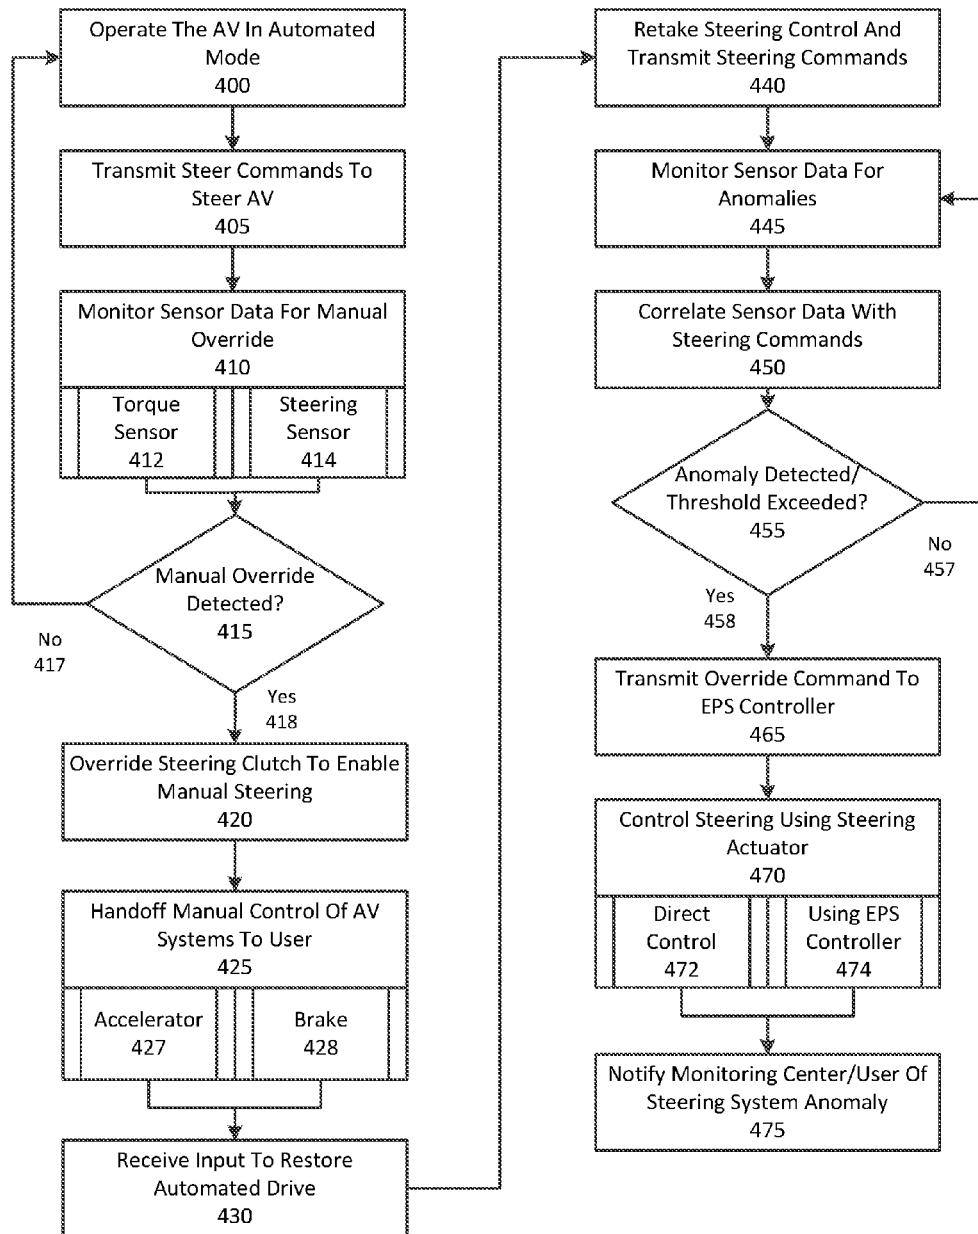 Operate The AV In Automated
Mode
400
Transmit Steer Commands To
Steer AV
405
Monitor Sensor Data For Manual
Override
410
Torque
Sensor
412
Steering
Sensor
414
Manual Override
Detected?
415
No
417
Yes
418
Override Steering Clutch To Enable
Manual Steering
420
Handoff Manual Control Of AV
Systems To User
425
Accelerator
427
Brake
428
Receive Input To Restore
Automated Drive
430
Retake Steering Control And
Transmit Steering Commands
440
Monitor Sensor Data For
Anomalies
445
Correlate Sensor Data With
Steering Commands
450
Anomaly Detected/
Threshold Exceeded?
455
No
457
Yes
458
Transmit Override Command To
EPS Controller
465
Control Steering Using Steering
Actuator
470
Direct
Control
472
Using EPS
Controller
474
Notify Monitoring Center/User Of
Steering System Anomaly
475